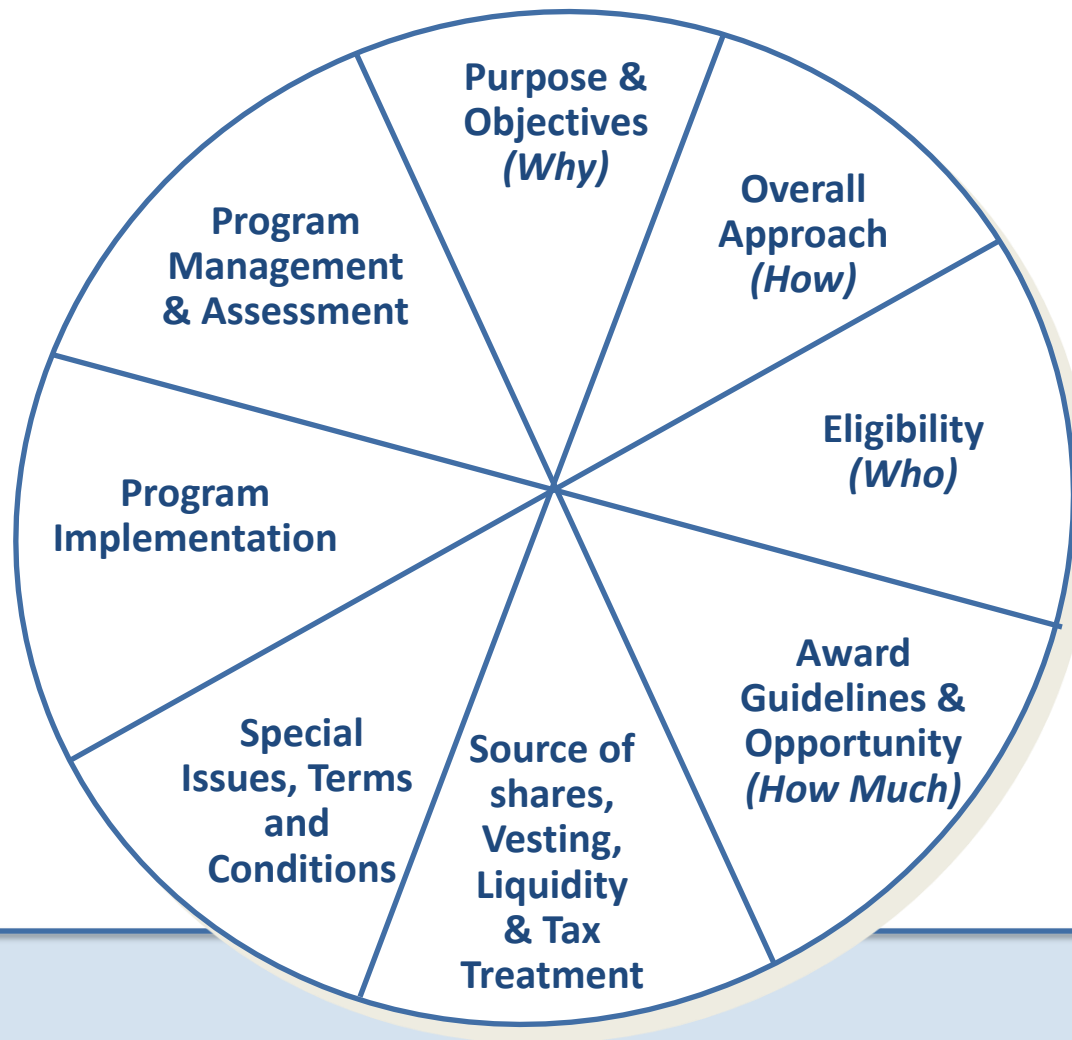 Purpose &
Objectives
(Why)
Overall
Approach
(How)
Eligibility
(Who)
Award
Guidelines &
Opportunity
(How Much)
Source of
shares,
Vesting,
Liquidity
& Tax
Treatment
Special
Issues, Terms
and
Conditions
Program
Implementation
Program
Management
& Assessment